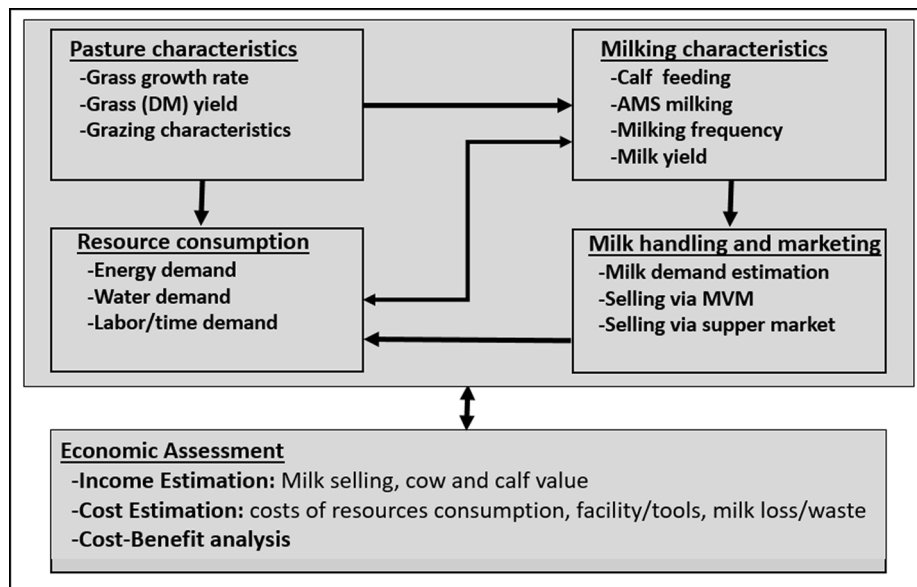 Pasture characteristics
-Grass growth rate
-Grass (DM) yield
-Grazing characteristics
Milking characteristics
-Calf feeding
-AMS milking
-Milking frequency
-Milk yield
Resource consumption
-Energy demand
-Water demand
-Labor/time demand
Milk handling and marketing
-Milk demand estimation
-Selling via MVM
-Selling via supper market
Economic Assessment
-Income Estimation: Milk selling, cow and calf value
-Cost Estimation: costs of resources consumption, facility/tools, milk loss/waste
-Cost-Benefit analysis